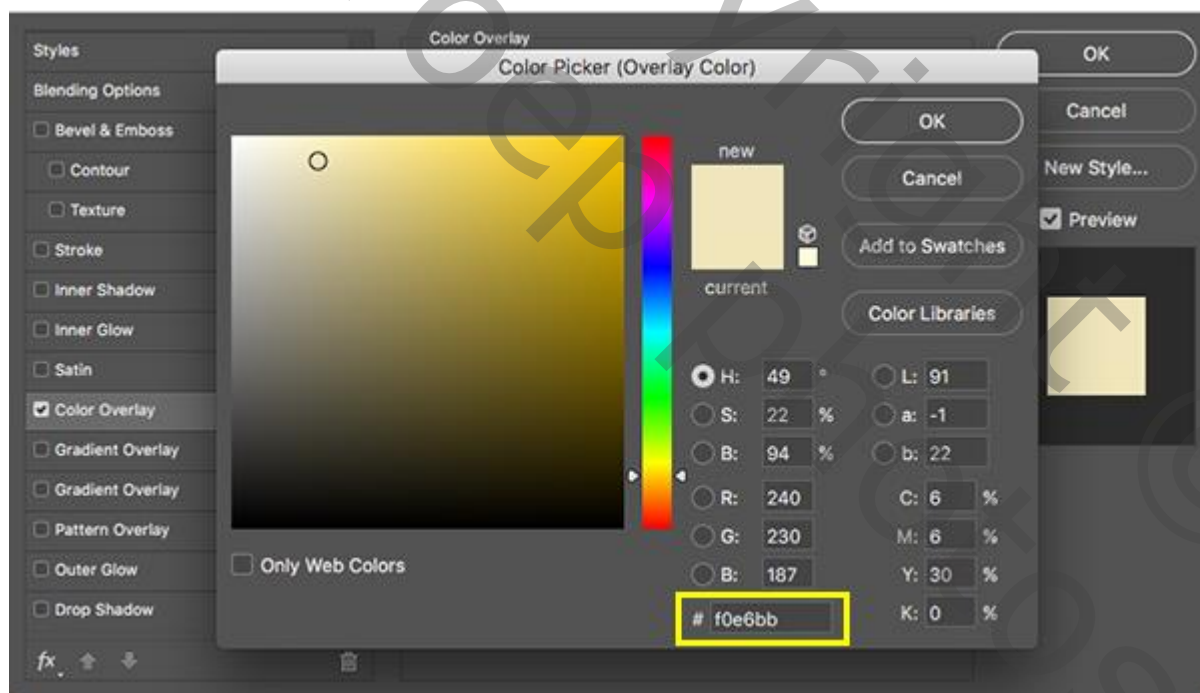 Styles
Blending Options
Bevel & Emboss
Contour
Texture
Stroke
Inner Shadow
Inner Glow
Satin
Color Overlay
Gradient Overlay
Gradient Overlay
Pattern Overlay
Outer Glow
Drop Shadow
fx
Color Overlay
Color Picker (Overlay Color)
new
current
Only Web Colors
OK
Cancel
Add to Swatches
Color Libraries
H: 49 °
S: 22 %
B: 94 %
R: 240
G: 230
B: 187
# f0e6bb
L: 91
a: -1
b: 22
C: 6 %
M: 6 %
Y: 30 %
K: 0 %
OK
Cancel
New Style...
Preview